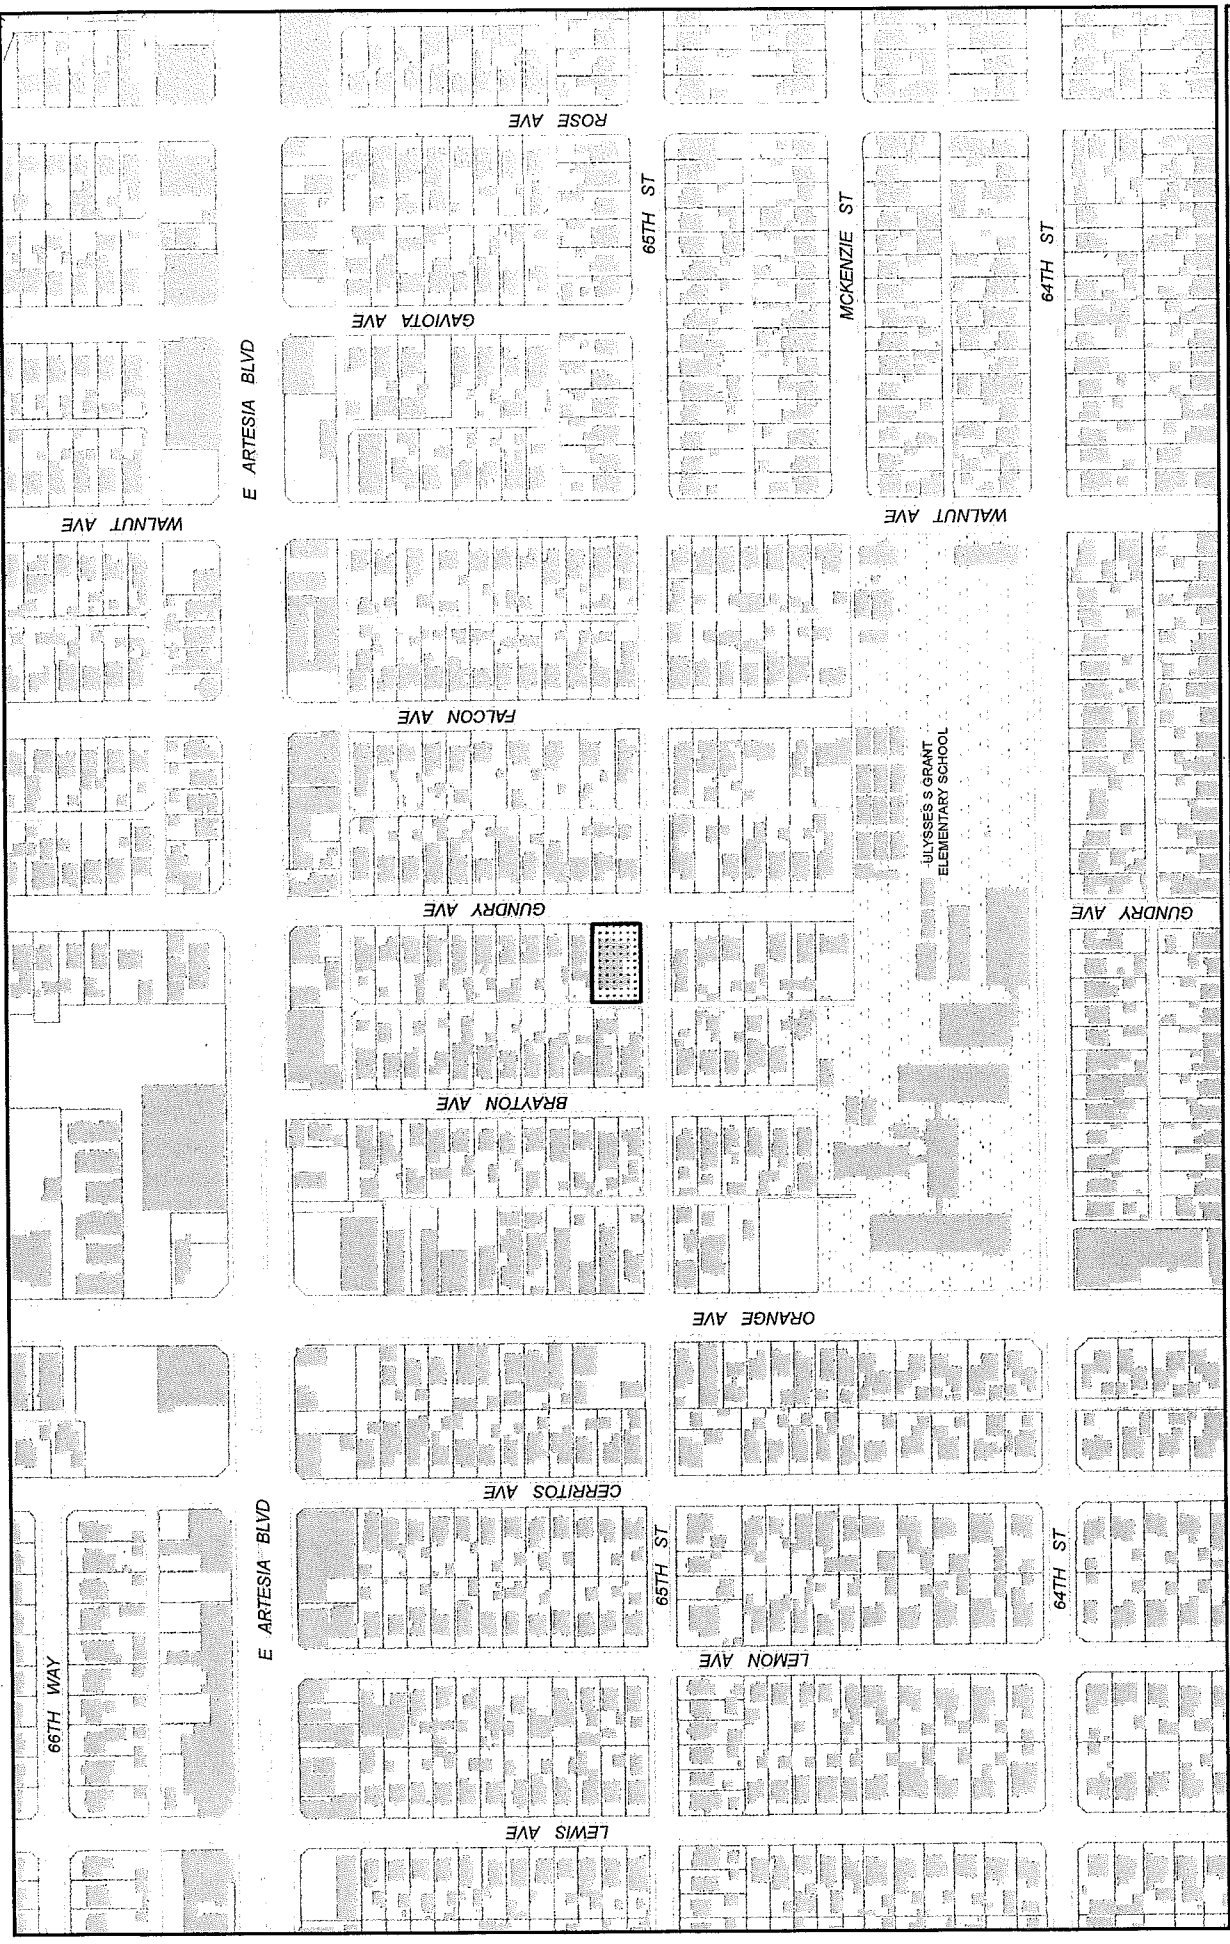 ROSE AVE
65TH ST
MCKENZIE ST
64TH ST
GAVIOTA AVE
E ARTESIA BLVD
WALNUT AVE
WALNUT AVE
FALCON AVE
ULYSSES S GRANT
ELEMENTARY SCHOOL
GUNDRY AVE
GUNDRY AVE
BRAYTON AVE
ORANGE AVE
CERRITOS AVE
E ARTESIA BLVD
65TH ST
64TH ST
LEMON AVE
66TH WAY
LEWIS AVE